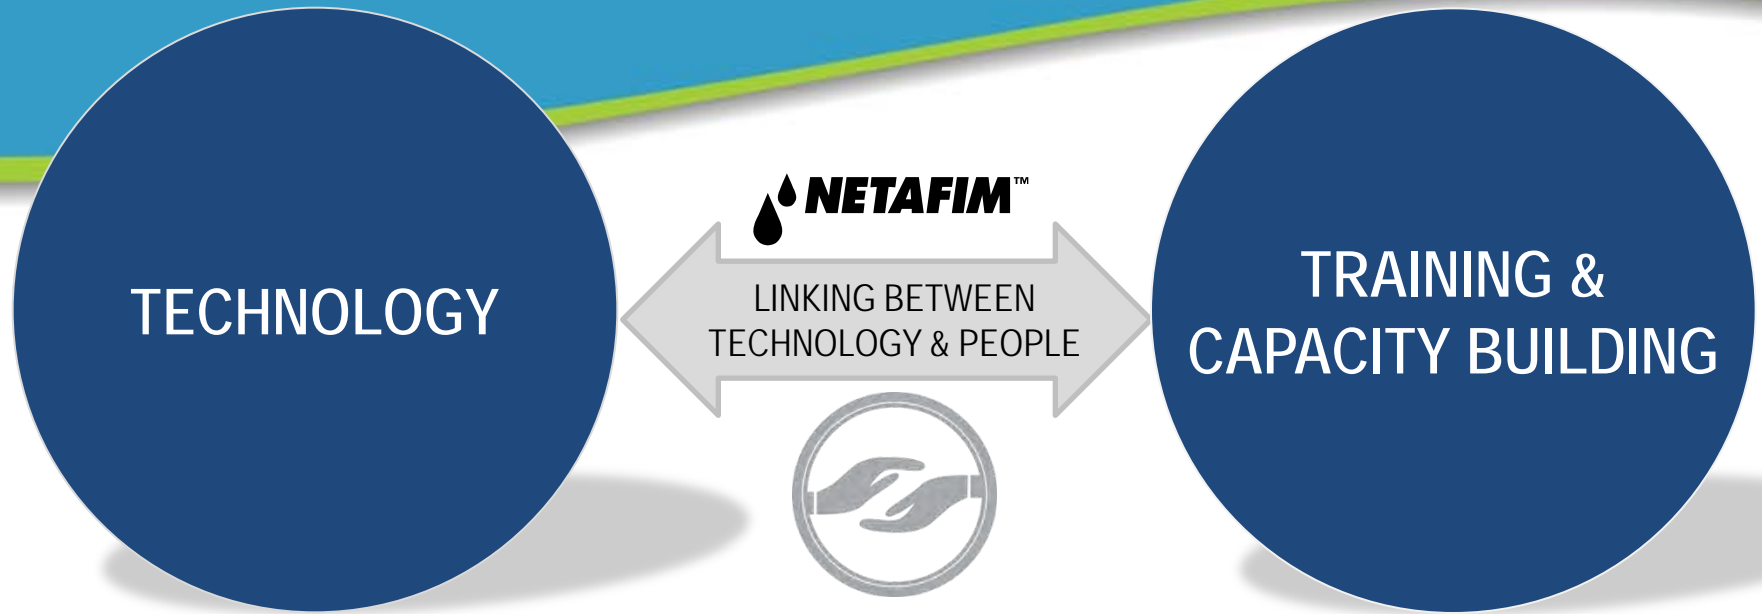 TECHNOLOGY
NETAFIM™
LINKING BETWEEN
TECHNOLOGY & PEOPLE
TRAINING &
CAPACITY BUILDING